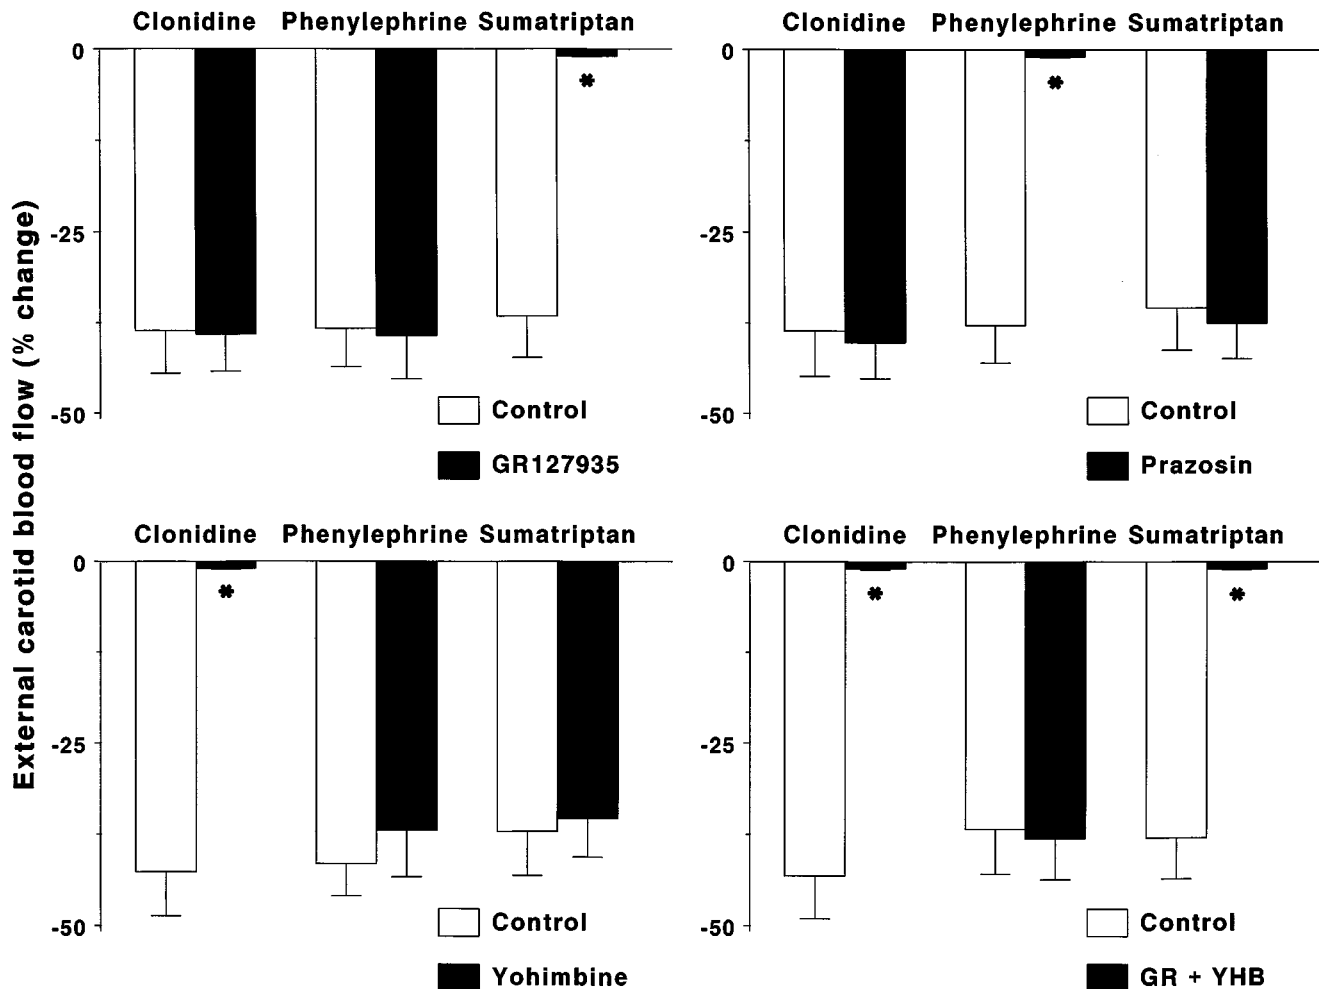 External carotid blood flow (% change)
Clonidine Phenylephrine Sumatriptan
0
*
-25
-50
Control
GR127935
Clonidine Phenylephrine Sumatriptan
0
*
-25
-50
Control
Prazosin
Clonidine Phenylephrine Sumatriptan
0
*
-25
-50
Control
Yohimbine
Clonidine Phenylephrine Sumatriptan
0
* *
-25
-50
Control
GR + YHB